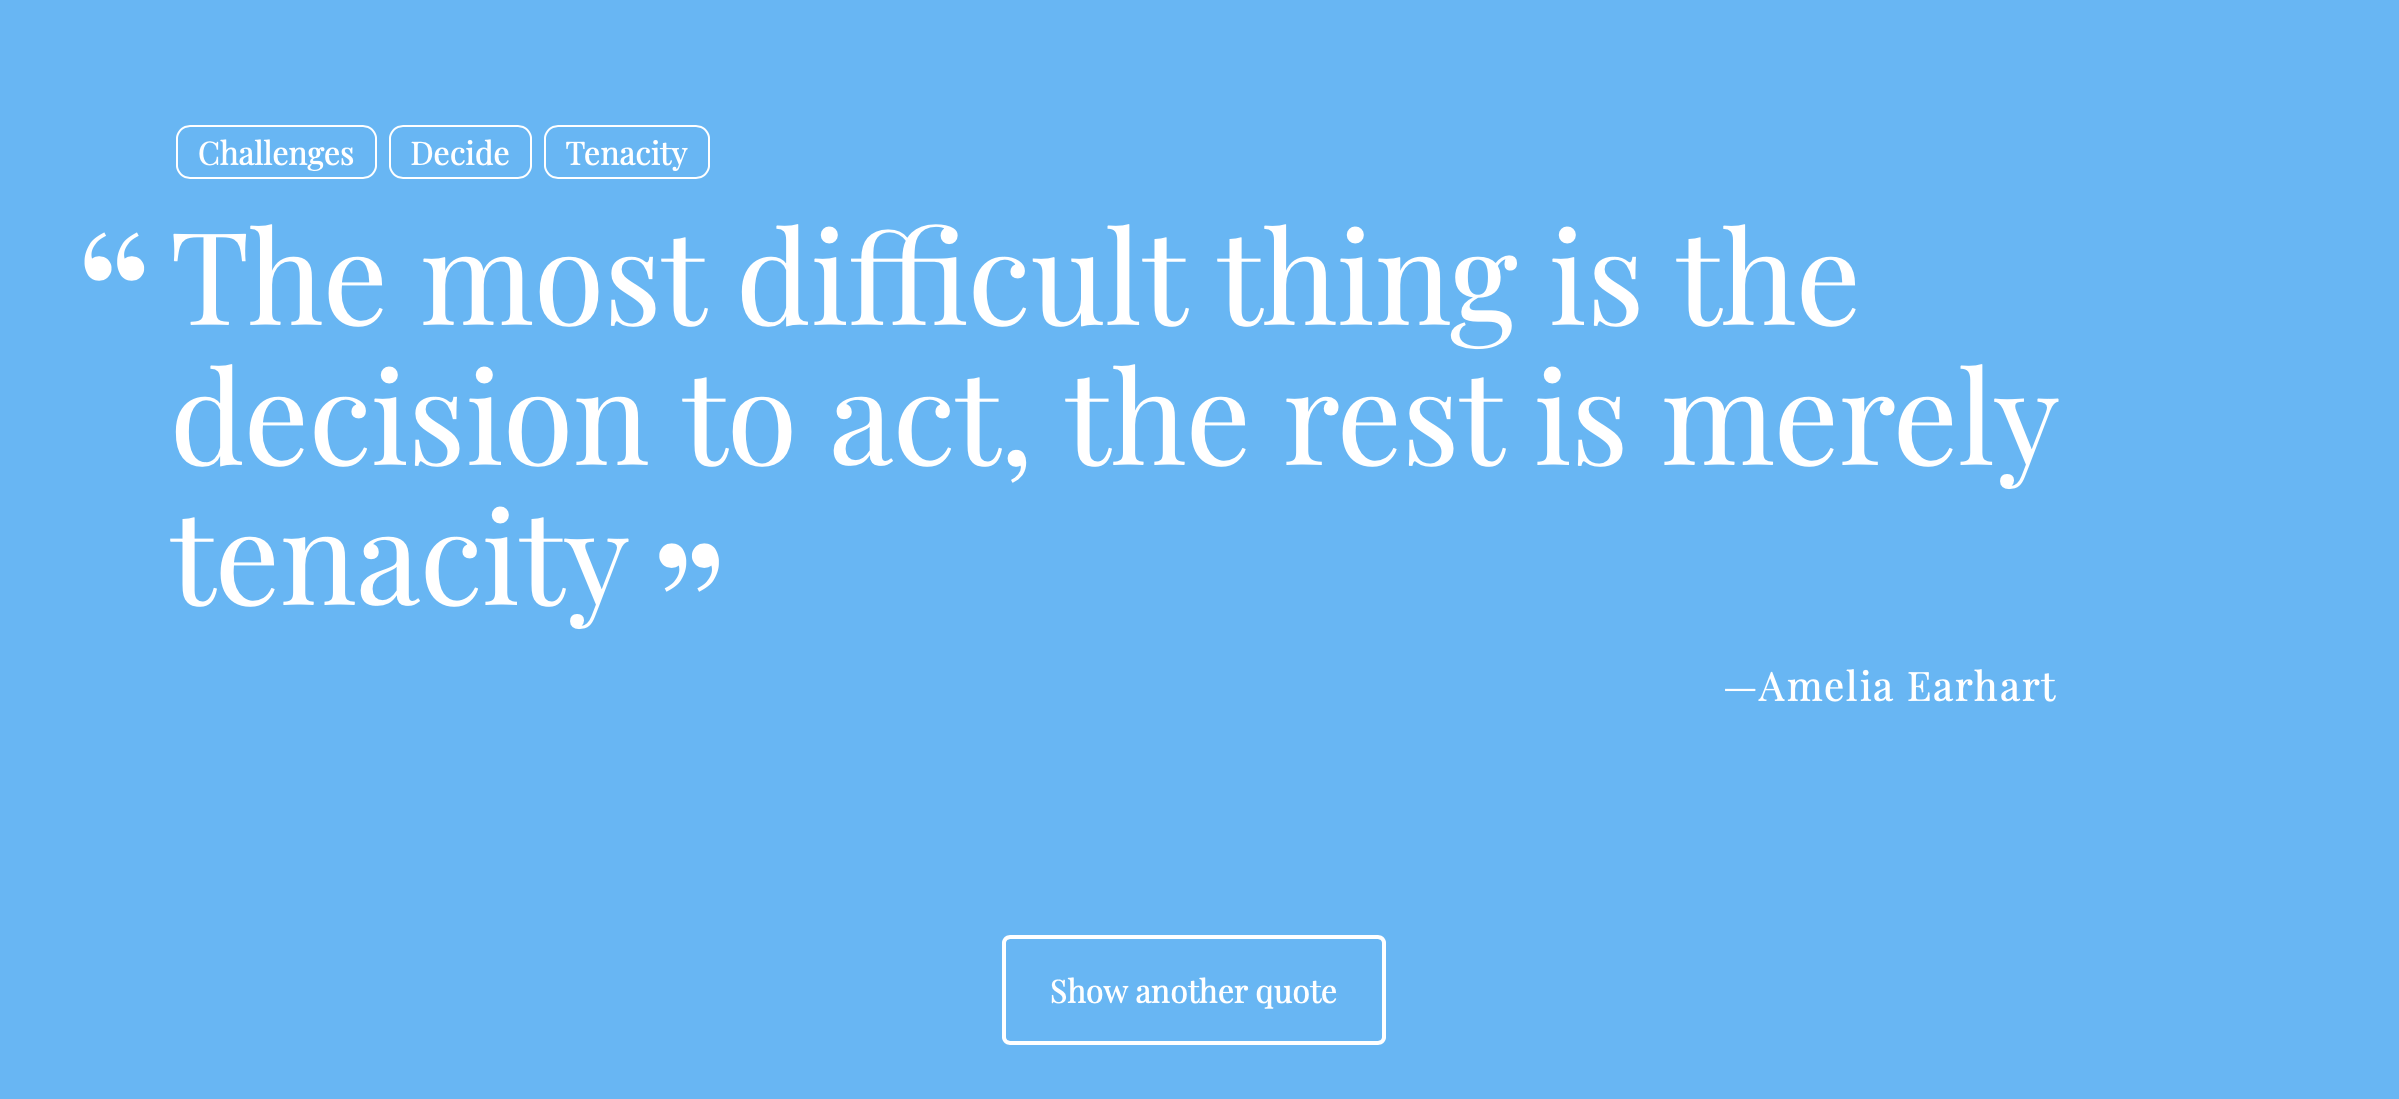 Challenges Decide Tenacity
“The most difficult thing is the
decision to act, the rest is merely
tenacity”
—Amelia Earhart
Show another quote